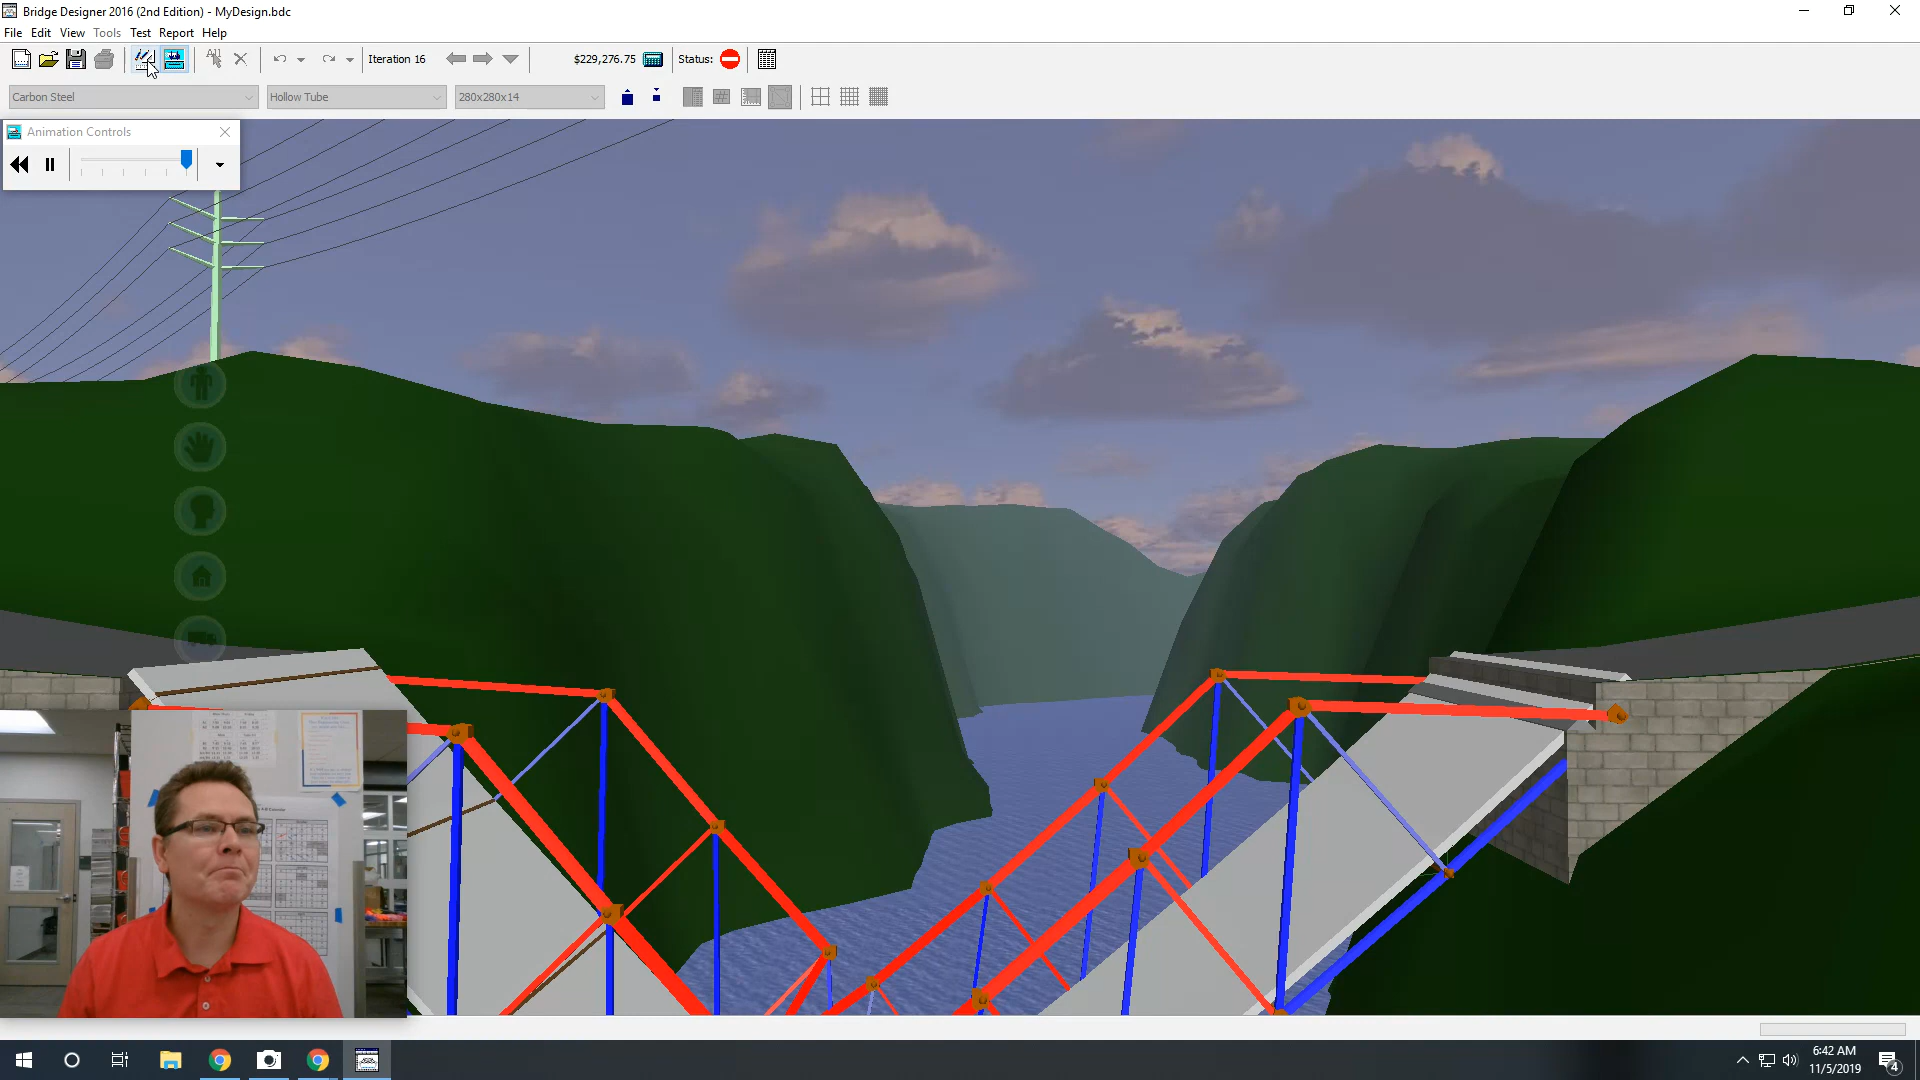 Bridge Designer 2016 (2nd Edition) - MyDesign.bdc
File Edit View Tools Test Report Help
Iteration 16 $229,276.75 Status:
Carbon Steel Hollow Tube 280x280x14
Animation Controls
6:42 AM
11/5/2019
4